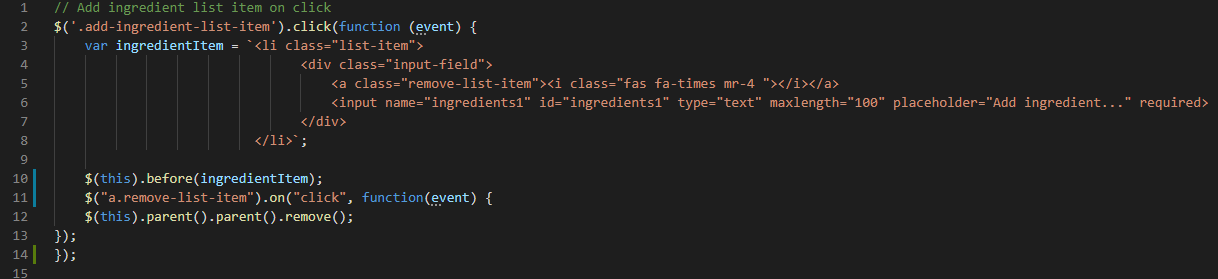 1 // Add ingredient list item on click
2 $('.add-ingredient-list-item').click(function (event) {
3     var ingredientItem = `<li class="list-item">
4                                 <div class="input-field">
5                                     <a class="remove-list-item"><i class="fas fa-times mr-4 "></i></a>
6                                     <input name="ingredients1" id="ingredients1" type="text" maxlength="100" placeholder="Add ingredient..." required>
7                                 </div>
8                           </li>`;
9
10     $(this).before(ingredientItem);
11     $("a.remove-list-item").on("click", function(event) {
12     $(this).parent().parent().remove();
13 });
14 });
15